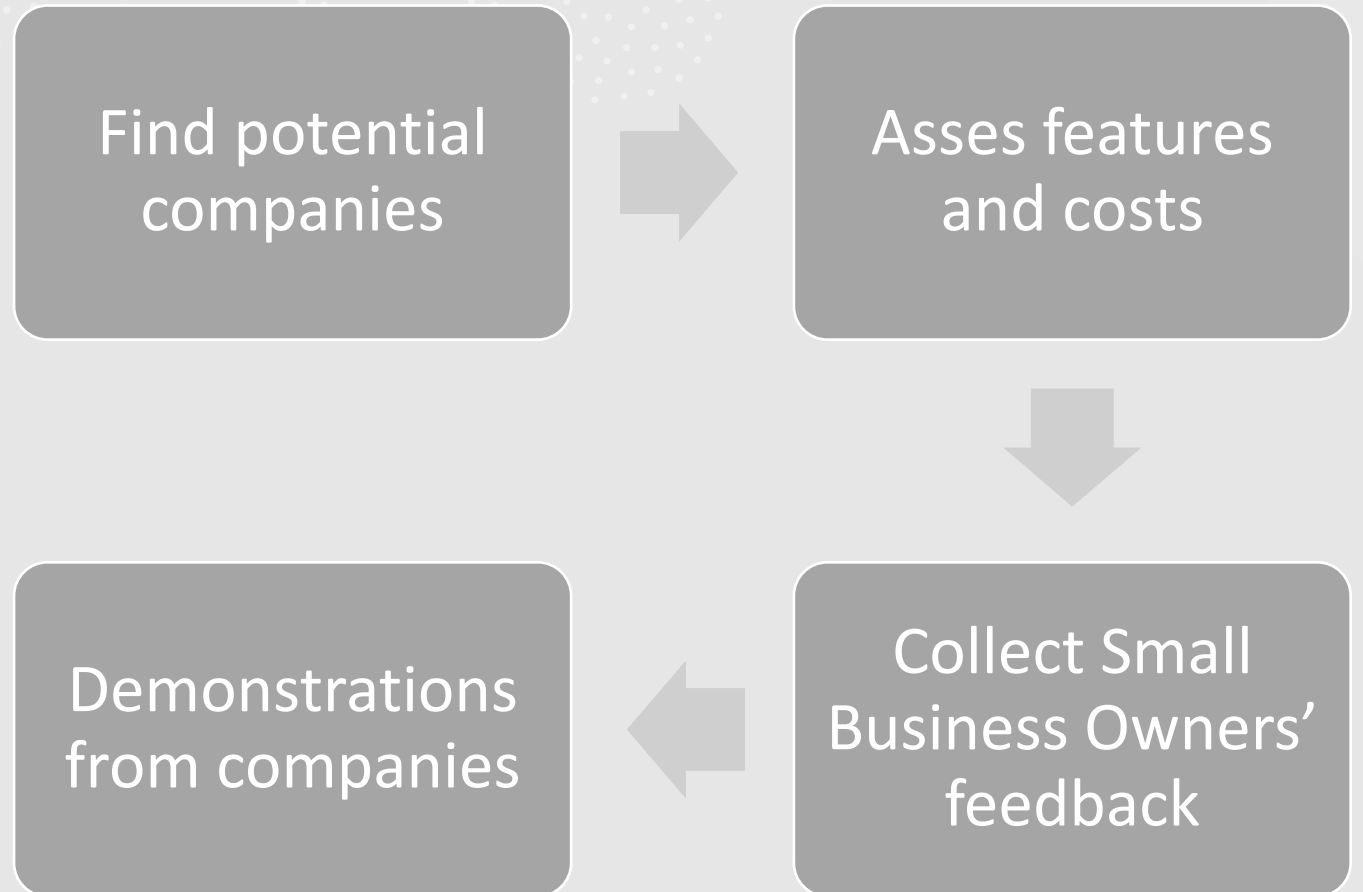 Find potential
companies
Asses features
and costs
Collect Small
Business Owners’
feedback
Demonstrations
from companies